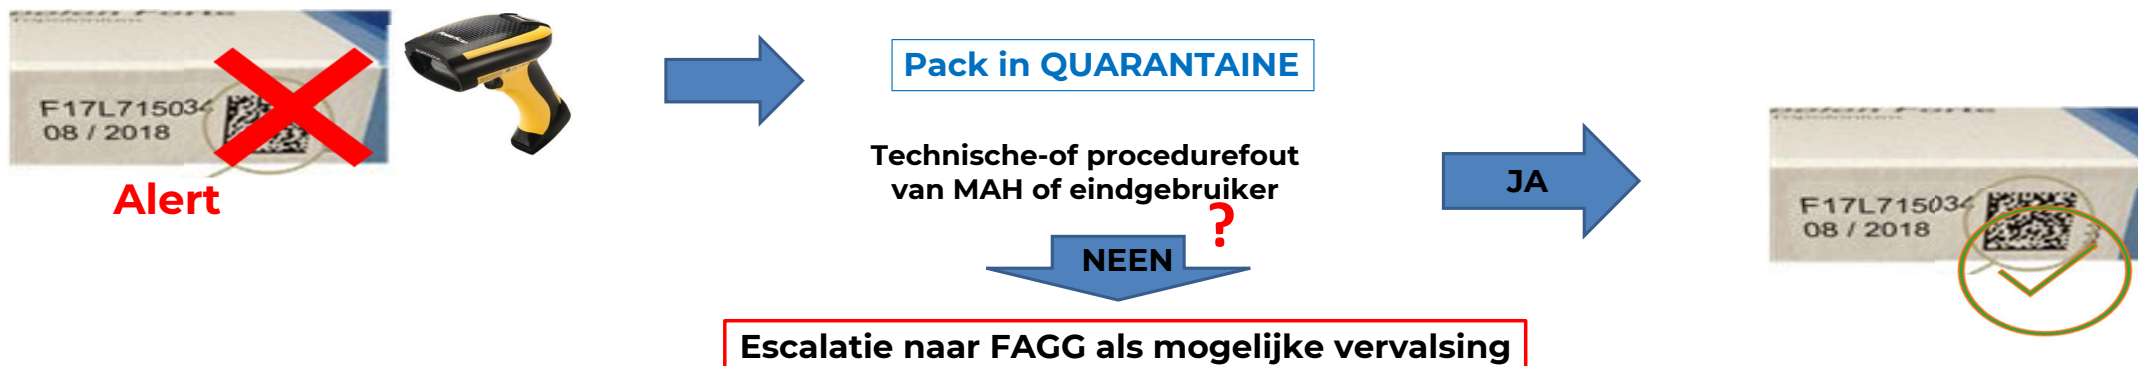 F17L715034
08 / 2018
Alert
Pack in QUARANTAINE
Technische-of procedurefout
van MAH of eindgebruiker
?
NEEN
JA
Escalatie naar FAGG als mogelijke vervalsing
F17L715034
08 / 2018